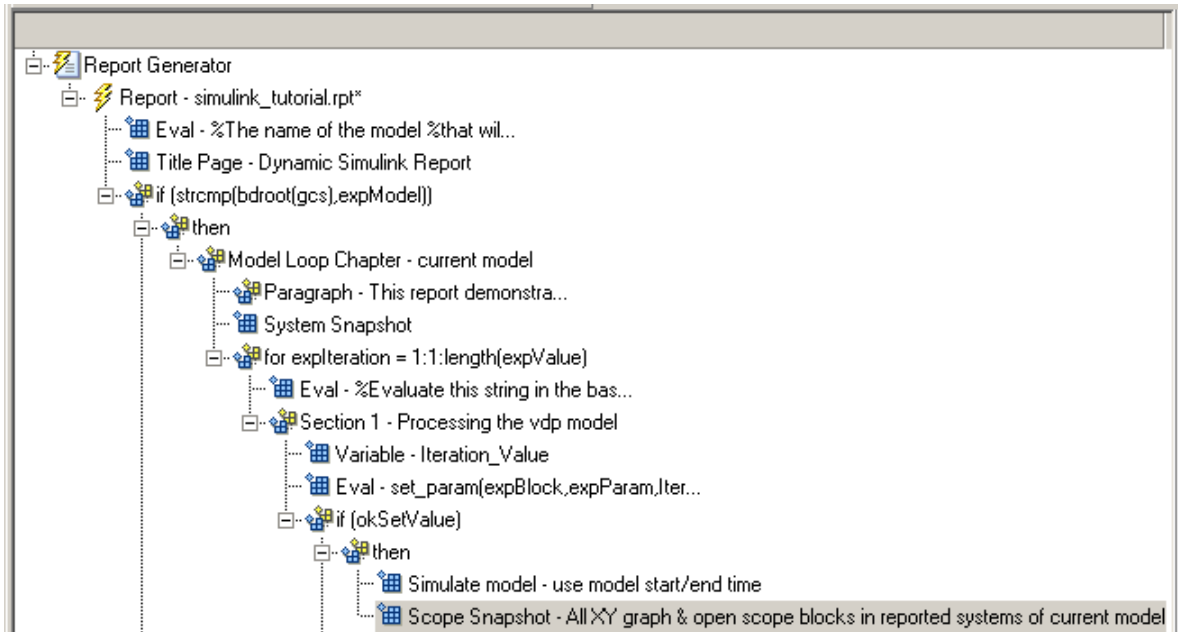 Report Generator
Report - simulink_tutorial.rpt*
Eval - %The name of the model %that wil...
Title Page - Dynamic Simulink Report
if (strcmp(bdroot(gcs),expModel))
then
Model Loop Chapter - current model
Paragraph - This report demonstra...
System Snapshot
for expIteration = 1:1:length(expValue)
Eval - %Evaluate this string in the bas...
Section 1 - Processing the vdp model
Variable - Iteration_Value
Eval - set_param(expBlock,expParam,Iter...
if (okSetValue)
then
Simulate model - use model start/end time
Scope Snapshot - All XY graph & open scope blocks in reported systems of current model